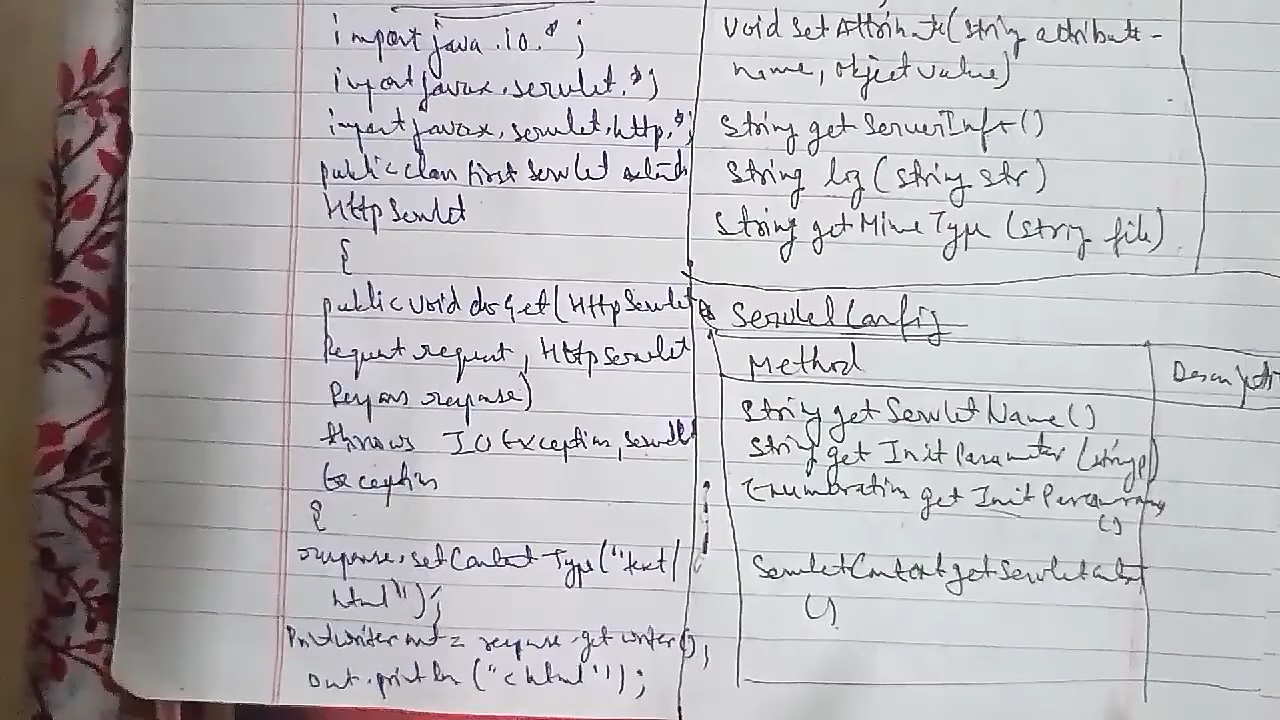 import java.io.*;
import javax.servlet.*;
import javax.servlet.http.*;
public class first Servlet extends
HttpServlet
{
public void doGet(HttpServlet
Request request, HttpServlet
Response response)
throws IOException, Servlet
Exception
{
response.setContentType("text/
html");
PrintWriter out = response.getwriter();
out.println("<html");
void setAttribute(String attribute-
name, object value)
String getServerInfo()
String log (string str)
String getMimeType (string file)
ServletConfig
Method
String getServletName()
String getInitParameter (string p)
Enumeration getInitParameters
()
ServletContext getServletContext
()